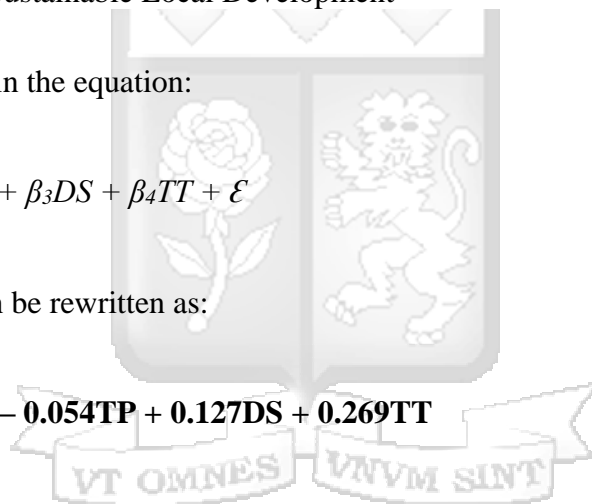 ustainable Local Development
in the equation:
+ β₃DS + β₄TT + Ɛ
be rewritten as:
– 0.054TP + 0.127DS + 0.269TT
VT OMNES VNVM SINT